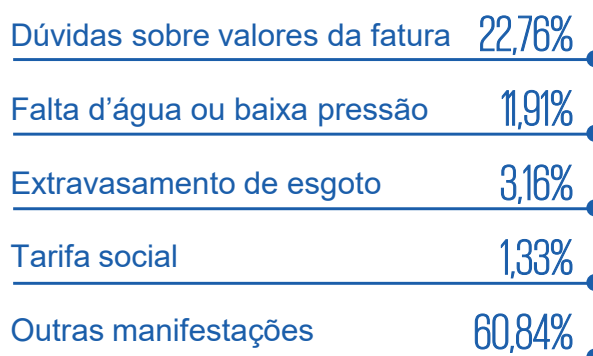 Dúvidas sobre valores da fatura 22,76%
Falta d’água ou baixa pressão 11,91%
Extravasamento de esgoto 3,16%
Tarifa social 1,33%
Outras manifestações 60,84%